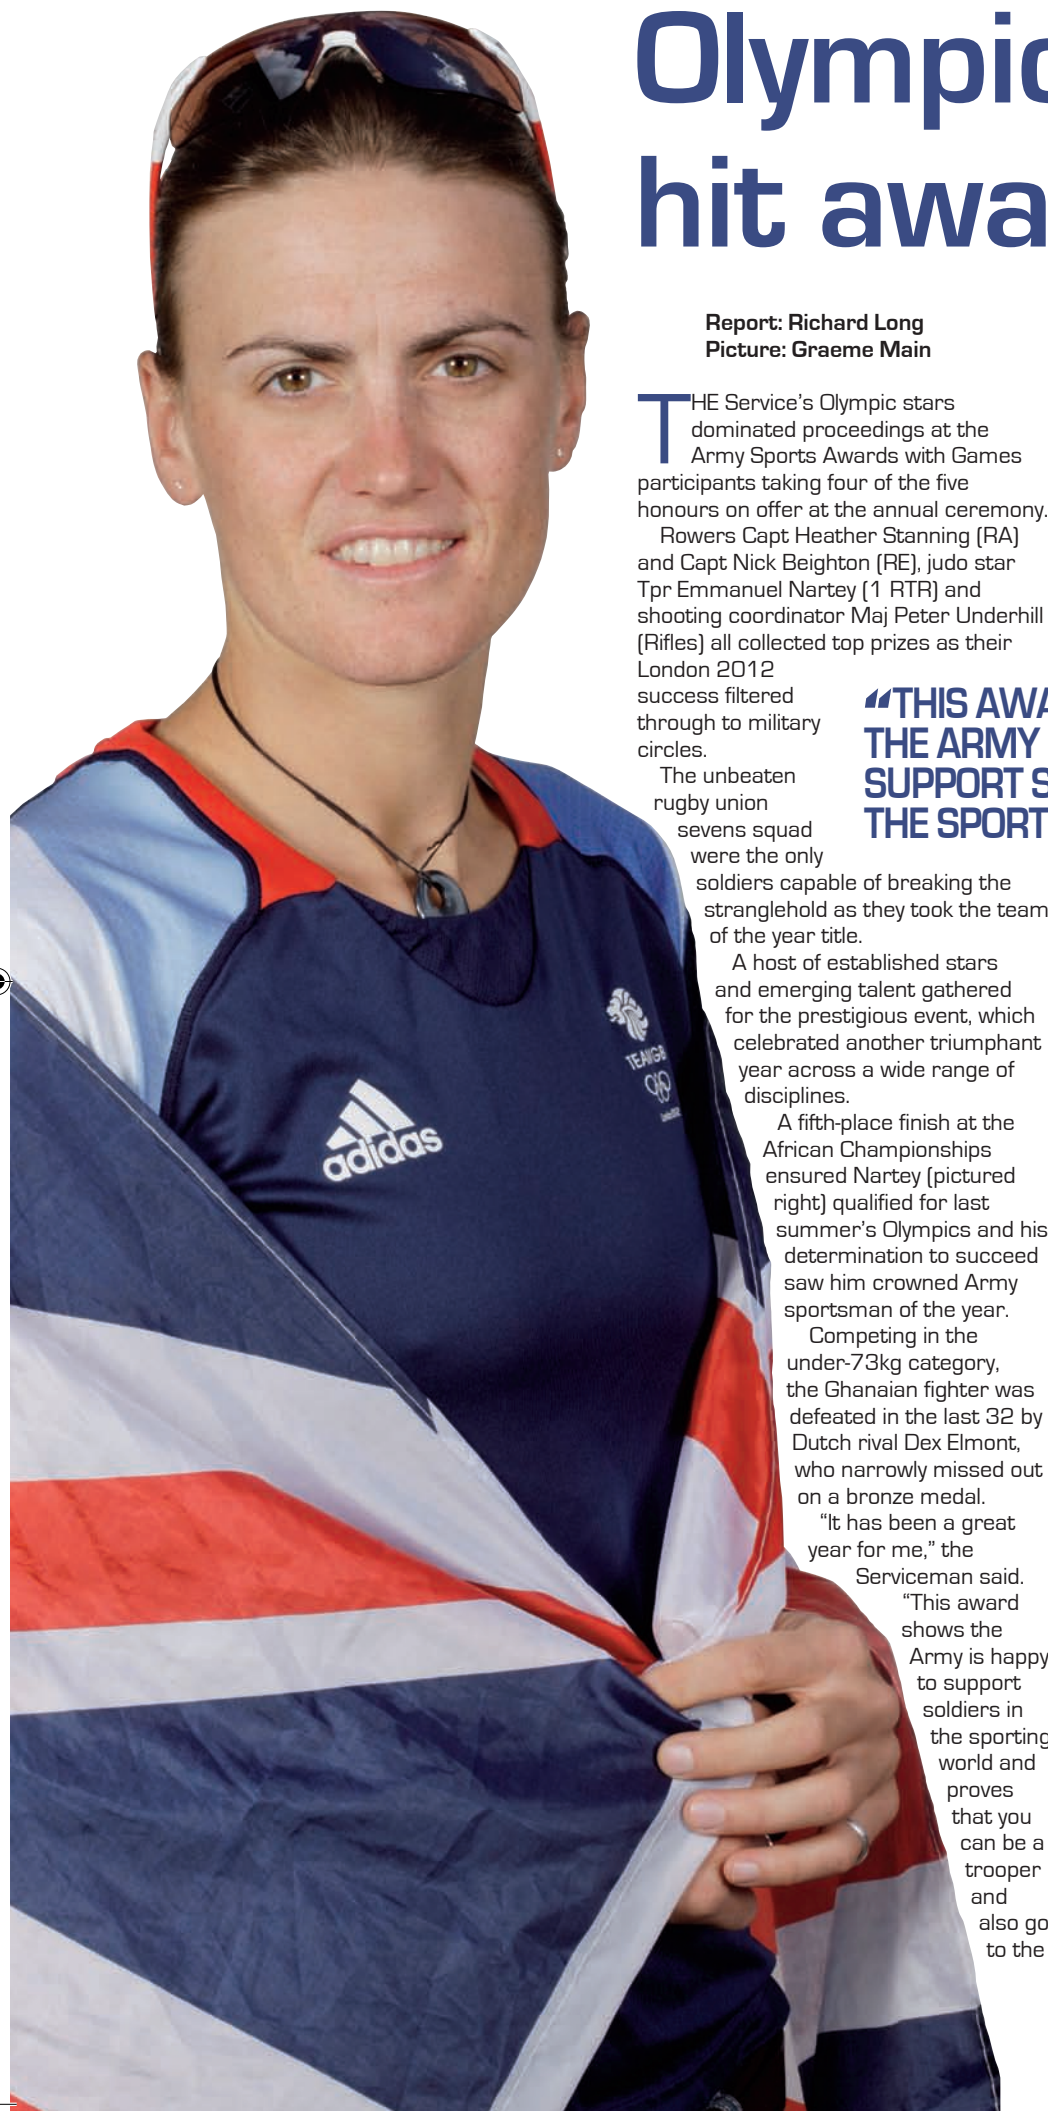 Olympic
hit awa
Report: Richard Long
Picture: Graeme Main
THE Service’s Olympic stars
dominated proceedings at the
Army Sports Awards with Games
participants taking four of the five
honours on offer at the annual ceremony.
Rowers Capt Heather Stanning (RA)
and Capt Nick Beighton (RE), judo star
Tpr Emmanuel Nartey (1 RTR) and
shooting coordinator Maj Peter Underhill
(Rifles) all collected top prizes as their
London 2012
success filtered
through to military
circles.
The unbeaten
rugby union
sevens squad
were the only
soldiers capable of breaking the
stranglehold as they took the team
of the year title.
A host of established stars
and emerging talent gathered
for the prestigious event, which
celebrated another triumphant
year across a wide range of
disciplines.
A fifth-place finish at the
African Championships
ensured Nartey (pictured
right) qualified for last
summer’s Olympics and his
determination to succeed
saw him crowned Army
sportsman of the year.
Competing in the
under-73kg category,
the Ghanaian fighter was
defeated in the last 32 by
Dutch rival Dex Elmont,
who narrowly missed out
on a bronze medal.
“It has been a great
year for me,” the
Serviceman said.
“This award
shows the
Army is happy
to support
soldiers in
the sporting
world and
proves
that you
can be a
trooper
and
also go
to the
“THIS AWA
THE ARMY
SUPPORT S
THE SPORT
TEAM GB
adidas